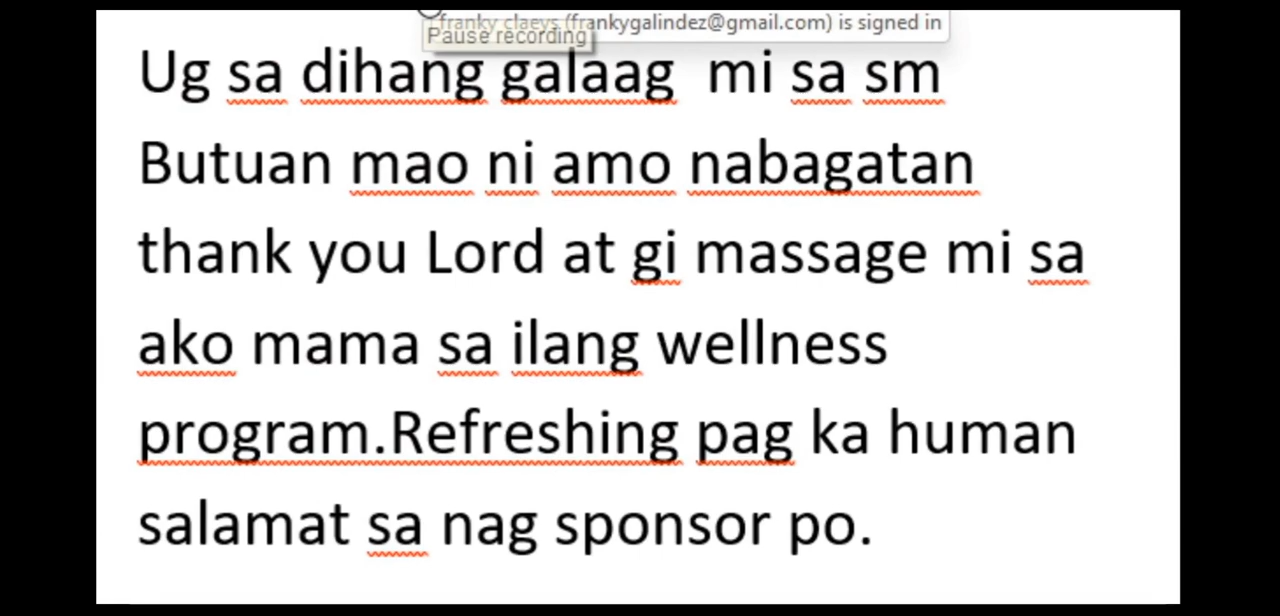 franky claeys (frankygalindez@gmail.com) is signed in
Pause recording
Ug sa dihang galaag mi sa sm
Butuan mao ni amo nabagatan
thank you Lord at gi massage mi sa
ako mama sa ilang wellness
program.Refreshing pag ka human
salamat sa nag sponsor po.